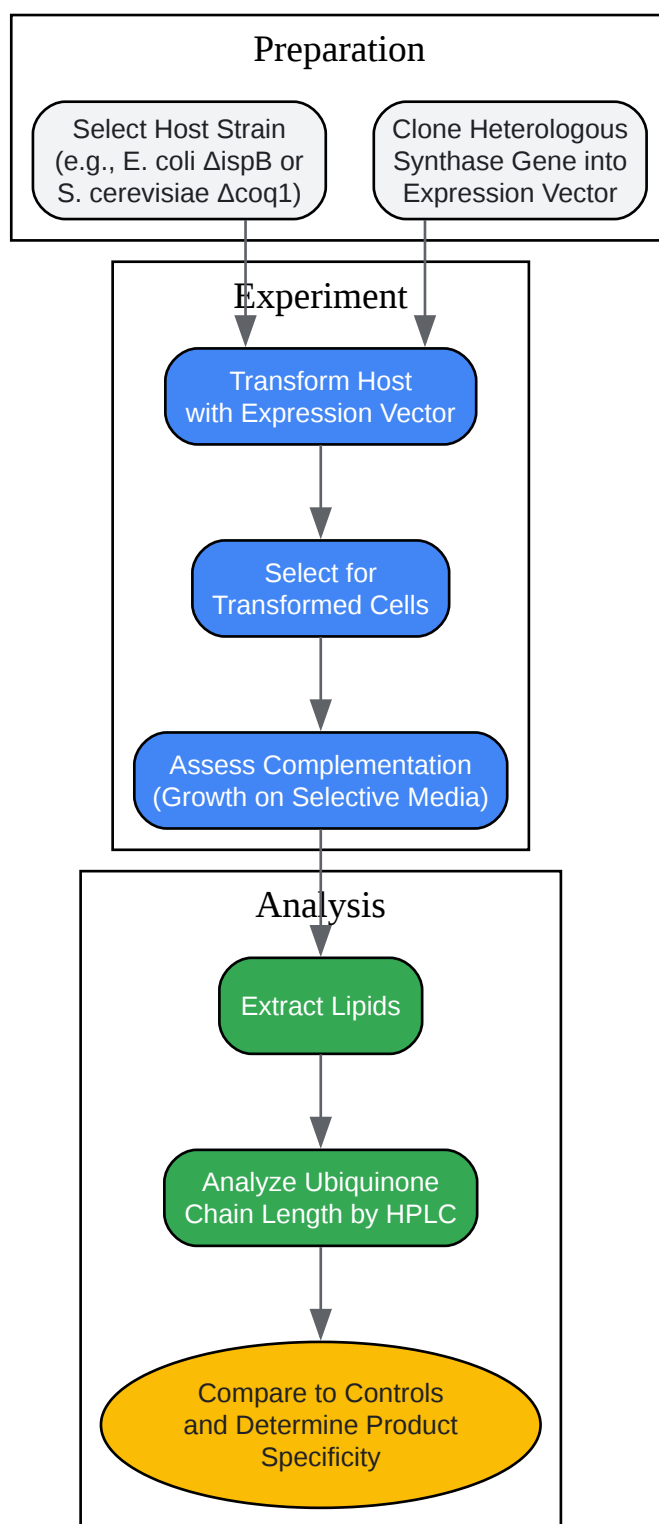 Preparation
Select Host Strain
(e.g., E. coli ΔispB or
S. cerevisiae Δcoq1)
Clone Heterologous
Synthase Gene into
Expression Vector
Experiment
Transform Host
with Expression Vector
Select for
Transformed Cells
Assess Complementation
(Growth on Selective Media)
Analysis
Extract Lipids
Analyze Ubiquinone
Chain Length by HPLC
Compare to Controls
and Determine Product
Specificity